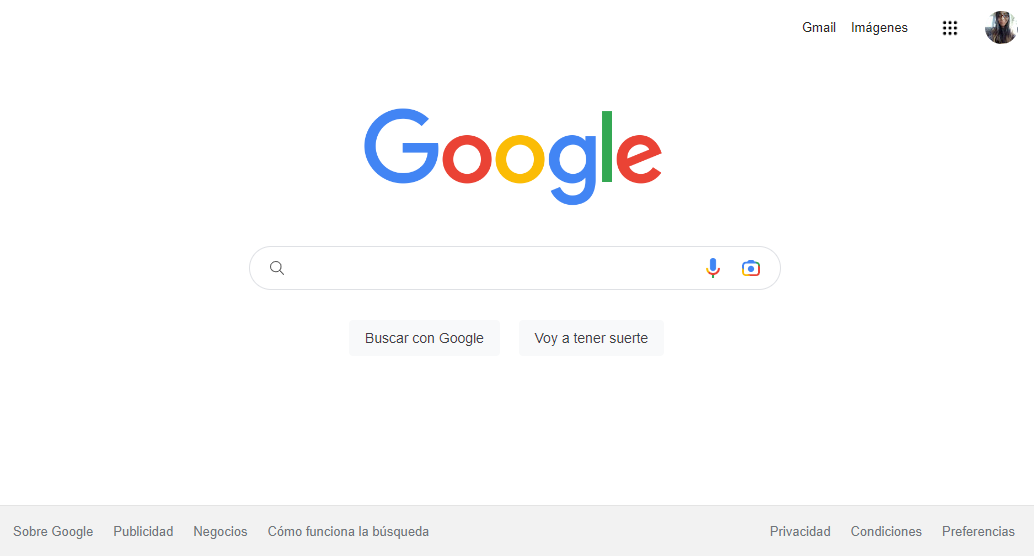 Gmail Imágenes
Google
Buscar con Google Voy a tener suerte
Sobre Google Publicidad Negocios Cómo funciona la búsqueda Privacidad Condiciones Preferencias